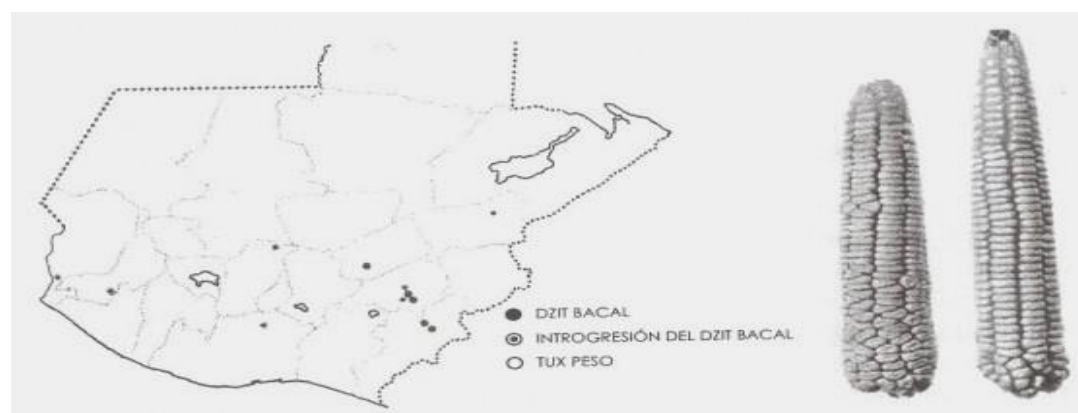 DZIT BACAL
INTROGRESIÓN DEL DZIT BACAL
TUX PESO